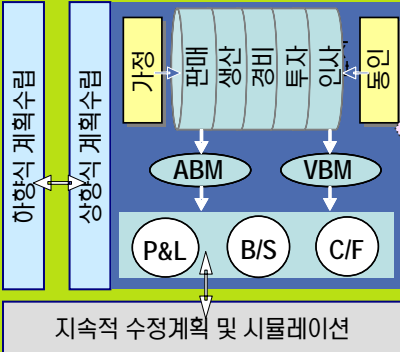 하향식 계획수립
상향식 계획수립
가정
판매
생산
경비
투자
인사
동인
ABM
VBM
P&L
B/S
C/F
지속적 수정계획 및 시뮬레이션